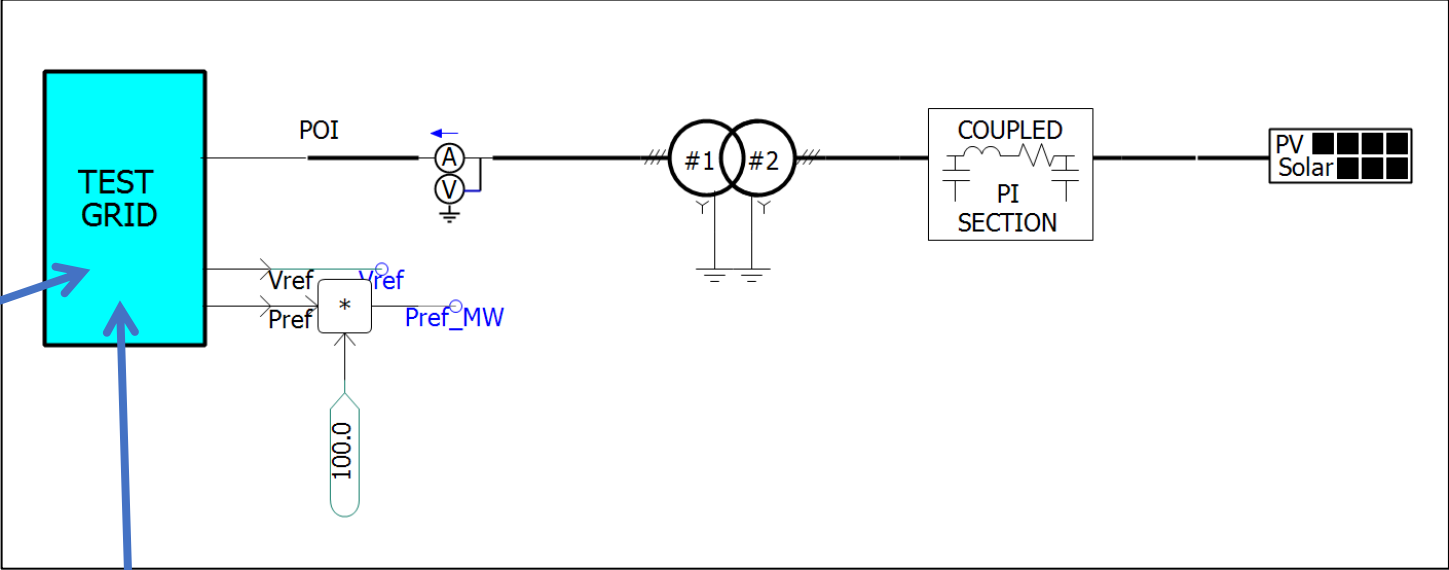 POI
A
V
TEST
GRID
#1
#2
COUPLED
PI
SECTION
PV
Solar
Vref
Vref
Pref
*
Pref_MW
100.0